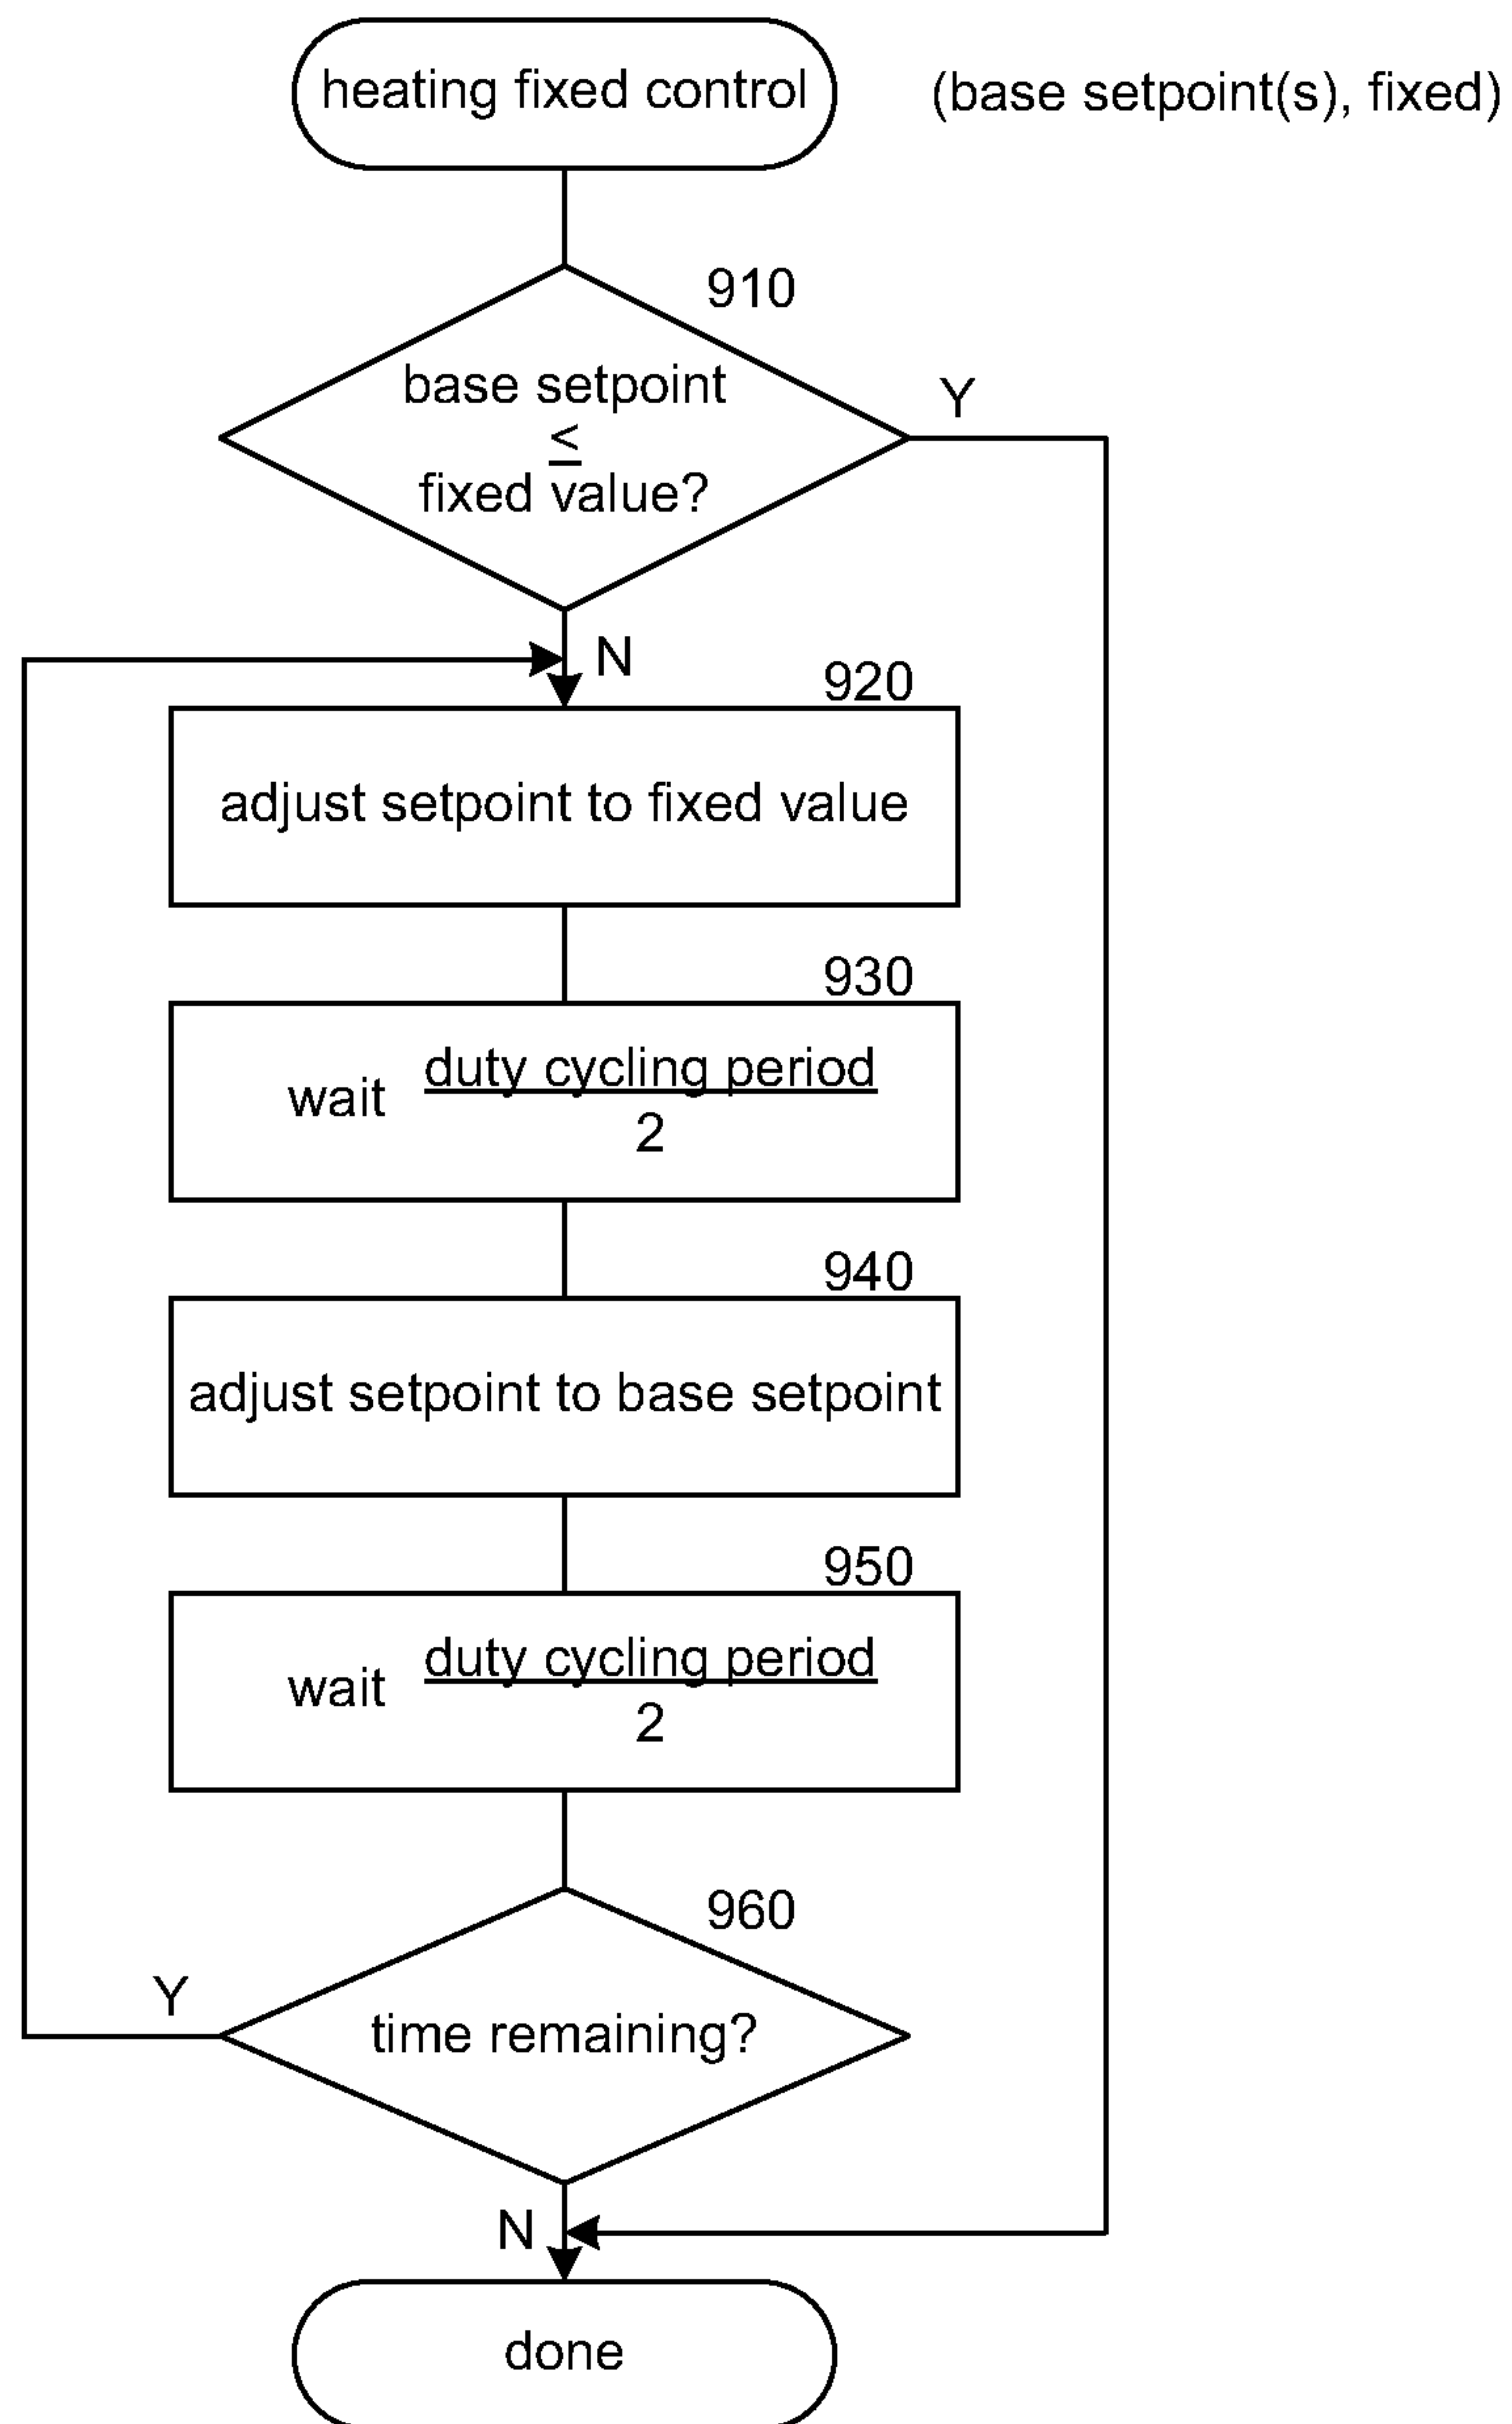 heating fixed control
(base setpoint(s), fixed)
910
base setpoint
≤
fixed value?
Y
N
920
adjust setpoint to fixed value
930
duty cycling period
wait
2
940
adjust setpoint to base setpoint
950
duty cycling period
wait
2
960
Y
time remaining?
N
done